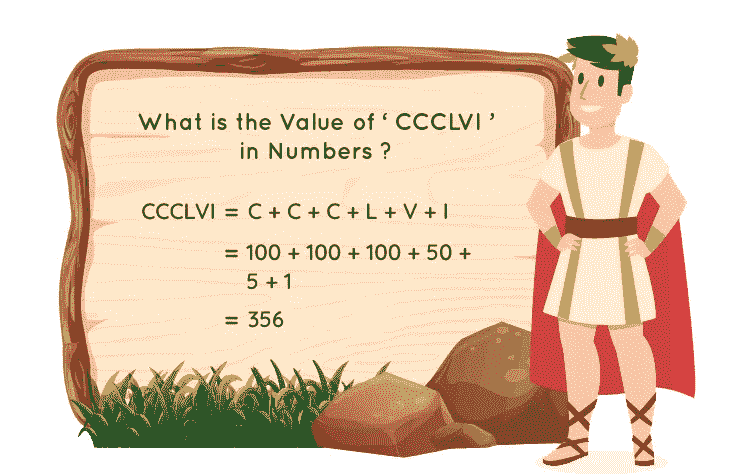 What is the Value of ‘ CCCLVI ’
in Numbers ?
CCCLVI = C + C + C + L + V + I
= 100 + 100 + 100 + 50 +
5 + 1
= 356